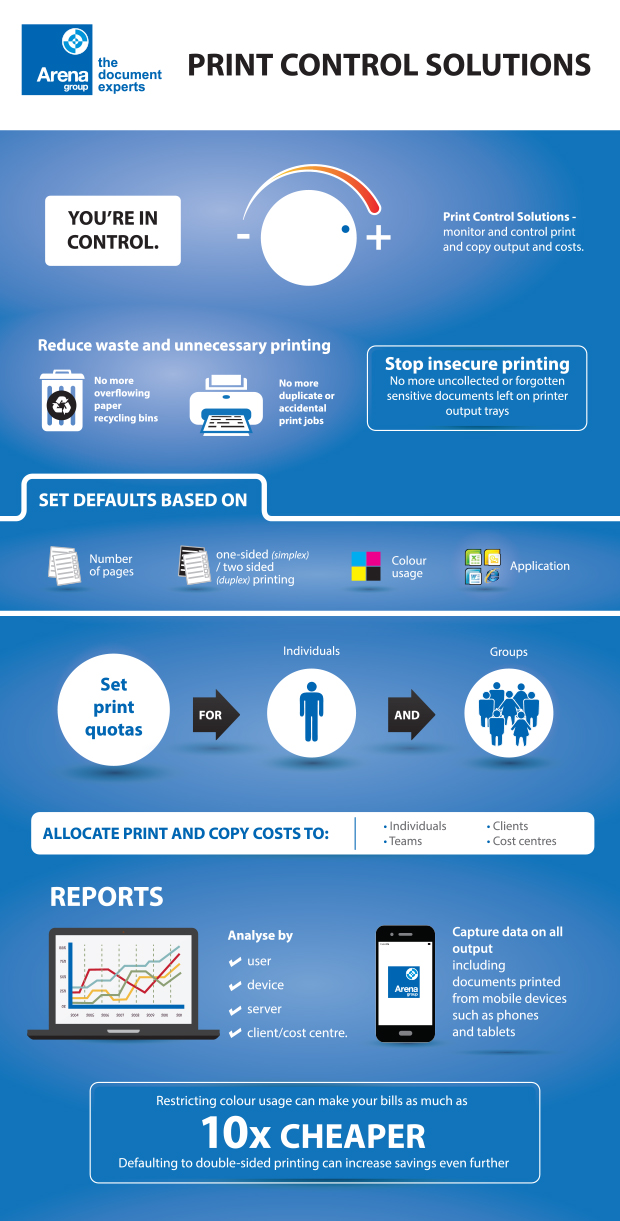 Arena
group
the
document
experts
PRINT CONTROL SOLUTIONS
YOU'RE IN
CONTROL.
-
+
Print Control Solutions -
monitor and control print
and copy output and costs.
Reduce waste and unnecessary printing
No more
overflowing
paper
recycling bins
No more
duplicate or
accidental
print jobs
Stop insecure printing
No more uncollected or forgotten
sensitive documents left on printer
output trays
SET DEFAULTS BASED ON
Number
of pages
one-sided (simplex)
/ two sided
(duplex) printing
Colour
usage
Application
Set
print
quotas
FOR
Individuals
AND
Groups
ALLOCATE PRINT AND COPY COSTS TO:
• Individuals
• Teams
• Clients
• Cost centres
REPORTS
Analyse by
user
device
server
client/cost centre.
Arena
group
Capture data on all
output
including
documents printed
from mobile devices
such as phones
and tablets
Restricting colour usage can make your bills as much as
10x CHEAPER
Defaulting to double-sided printing can increase savings even further